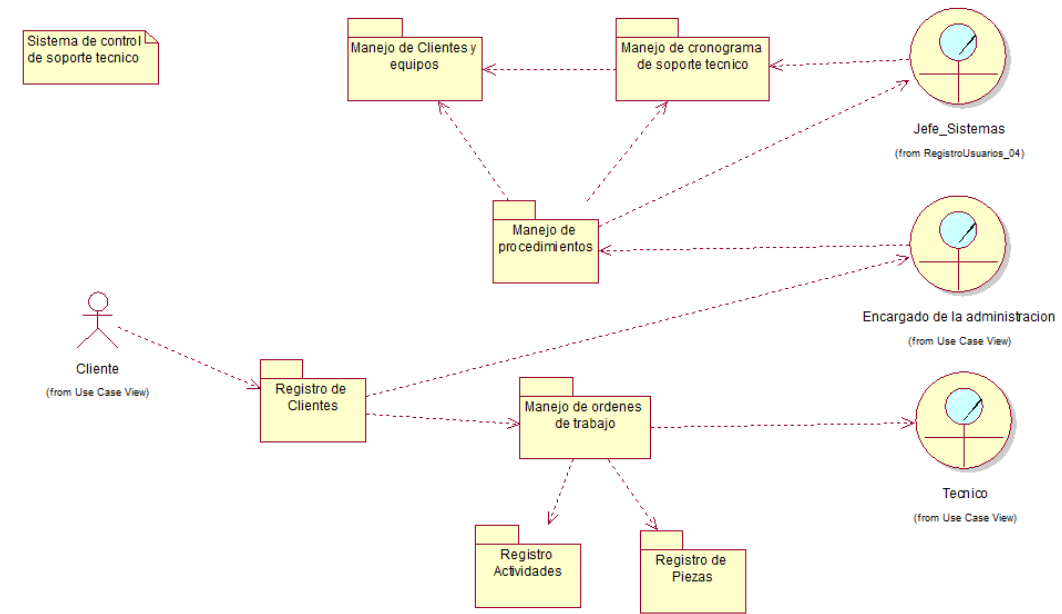 Sistema de control
de soporte tecnico
Manejo de Clientes y
equipos
Manejo de cronograma
de soporte tecnico
Jefe_Sistemas
(from RegistroUsuarios_04)
Manejo de
procedimientos
Encargado de la administracion
(from Use Case View)
Cliente
(from Use Case View)
Registro de
Clientes
Manejo de ordenes
de trabajo
Tecnico
(from Use Case View)
Registro
Actividades
Registro de
Piezas